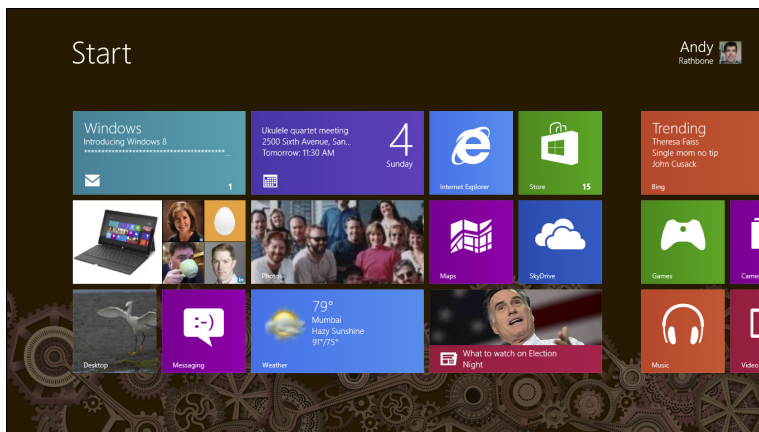 Start
Andy
Rathbone
Windows
Introducing Windows 8
******************************************...
1
Ukulele quartet meeting
2500 Sixth Avenue, San...
Tomorrow: 11:30 AM
4
Sunday
Internet Explorer
Store
15
Trending
Theresa Faiss
Single mom no tip
John Cusack
Bing
Photos
Maps
SkyDrive
Games
Desktop
:-)
Messaging
79°
Mumbai
Hazy Sunshine
91°/75°
Weather
What to watch on Election
Night
Music
Video